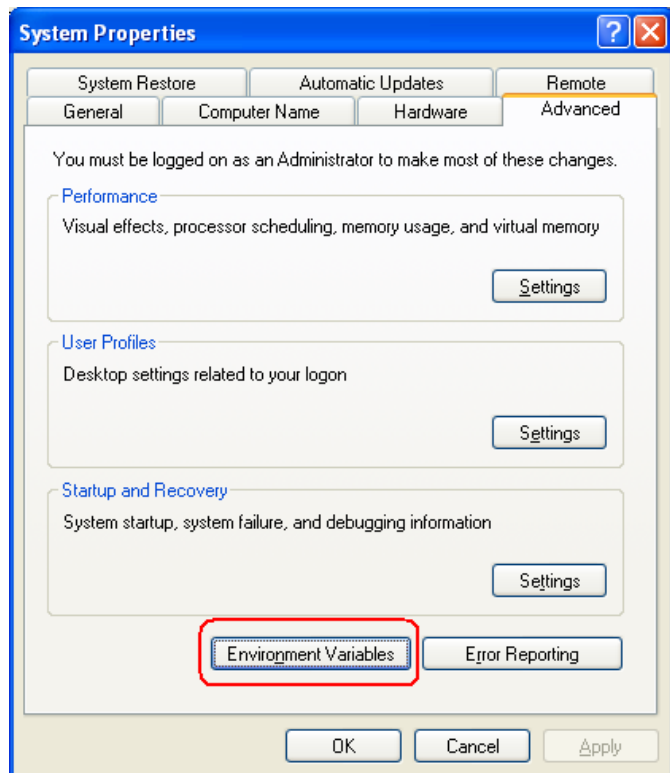 System Properties
System Restore Automatic Updates Remote
General Computer Name Hardware Advanced
You must be logged on as an Administrator to make most of these changes.
Performance
Visual effects, processor scheduling, memory usage, and virtual memory
Settings
User Profiles
Desktop settings related to your logon
Settings
Startup and Recovery
System startup, system failure, and debugging information
Settings
Environment Variables Error Reporting
OK Cancel Apply